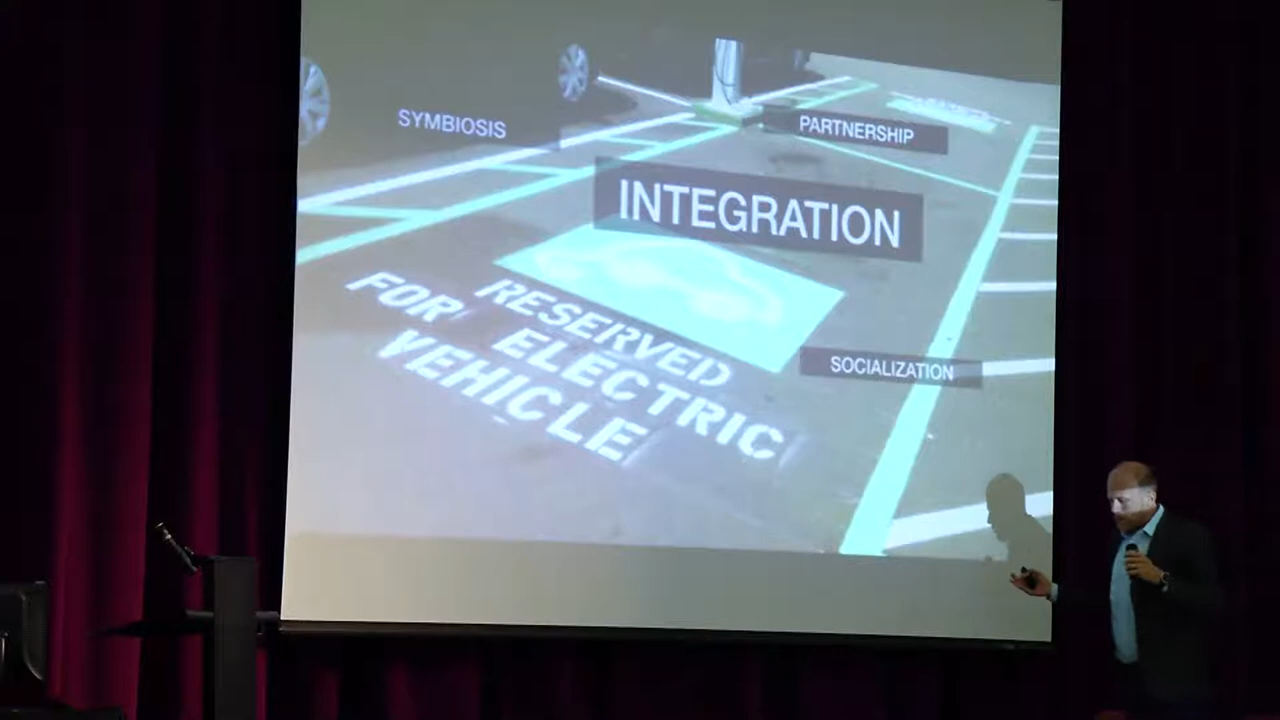 SYMBIOSIS
PARTNERSHIP
INTEGRATION
SOCIALIZATION
RESERVED
FOR ELECTRIC
VEHICLE